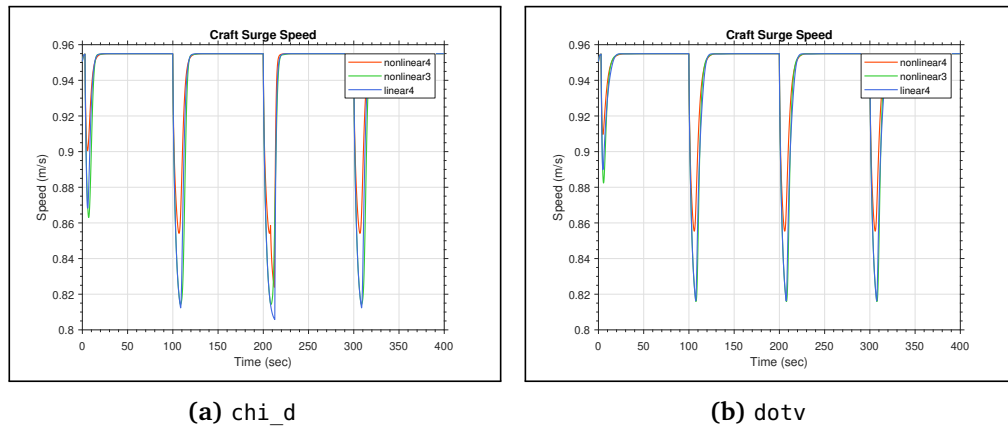 Craft Surge Speed
0.96
0.94
0.92
0.9
0.88
0.86
0.84
0.82
0.8
Speed (m/s)
nonlinear4
nonlinear3
linear4
0 50 100 150 200 250 300 350 400
Time (sec)
(a) chi_d
Craft Surge Speed
0.96
0.94
0.92
0.9
0.88
0.86
0.84
0.82
0.8
Speed (m/s)
nonlinear4
nonlinear3
linear4
0 50 100 150 200 250 300 350 400
Time (sec)
(b) dotv